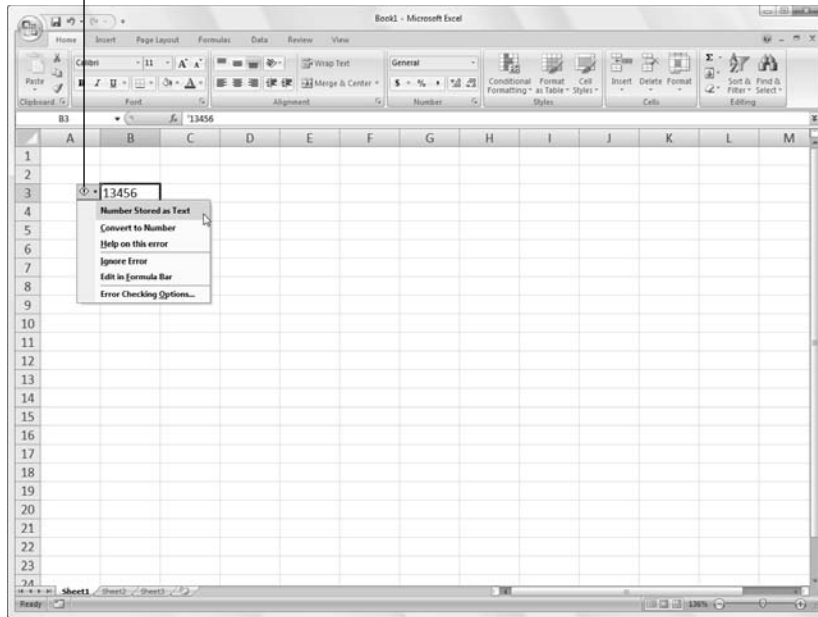 Book1 - Microsoft Excel
Home Insert Page Layout Formulas Data Review View
Calibri 11 A A Wrap Text General Σ
Paste B I U A Merge & Center $ % , Conditional Formatting Format as Table Cell Styles Insert Delete Format Sort & Filter Find & Select
Clipboard Font Alignment Number Styles Cells Editing
B3 fx '13456
A B C D E F G H I J K L M
1
2
3 13456
4 Number Stored as Text
5 Convert to Number
6 Help on this error
7 Ignore Error
8 Edit in Formula Bar
9 Error Checking Options...
10
11
12
13
14
15
16
17
18
19
20
21
22
23
24
Sheet1 Sheet2 Sheet3
Ready 136%